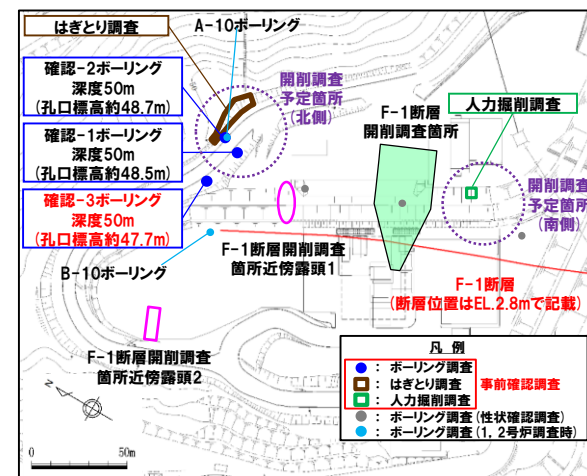 はぎとり調査
A-10ボーリング
確認-2ボーリング
深度50m
(孔口標高約48.7m)
開削調査
予定箇所
(北側)
F-1断層
開削調査箇所
人力掘削調査
確認-1ボーリング
深度50m
(孔口標高約48.5m)
確認-3ボーリング
深度50m
(孔口標高約47.7m)
開削調査
予定箇所
(南側)
F-1断層開削調査
箇所近傍露頭1
B-10ボーリング
F-1断層
(断層位置はEL.2.8mで記載)
F-1断層開削調査
箇所近傍露頭2
凡 例
: ボーリング調査
: はぎとり調査
事前確認調査
: 人力掘削調査
: ボーリング調査(性状確認調査)
: ボーリング調査(1, 2号炉調査時)
N
0
50m